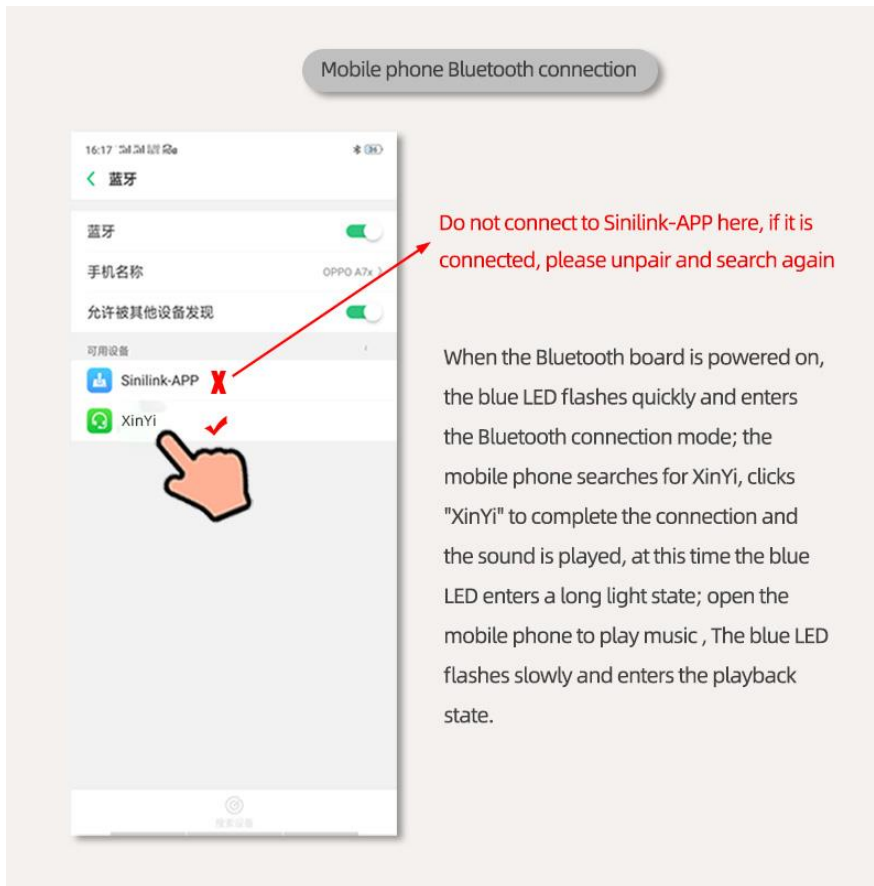 Mobile phone Bluetooth connection
16:17
蓝牙
蓝牙
手机名称 OPPO A7x
允许被其他设备发现
可用设备
Sinilink-APP X
XinYi
搜索设备
Do not connect to Sinilink-APP here, if it is
connected, please unpair and search again
When the Bluetooth board is powered on,
the blue LED flashes quickly and enters
the Bluetooth connection mode; the
mobile phone searches for XinYi, clicks
"XinYi" to complete the connection and
the sound is played, at this time the blue
LED enters a long light state; open the
mobile phone to play music , The blue LED
flashes slowly and enters the playback
state.